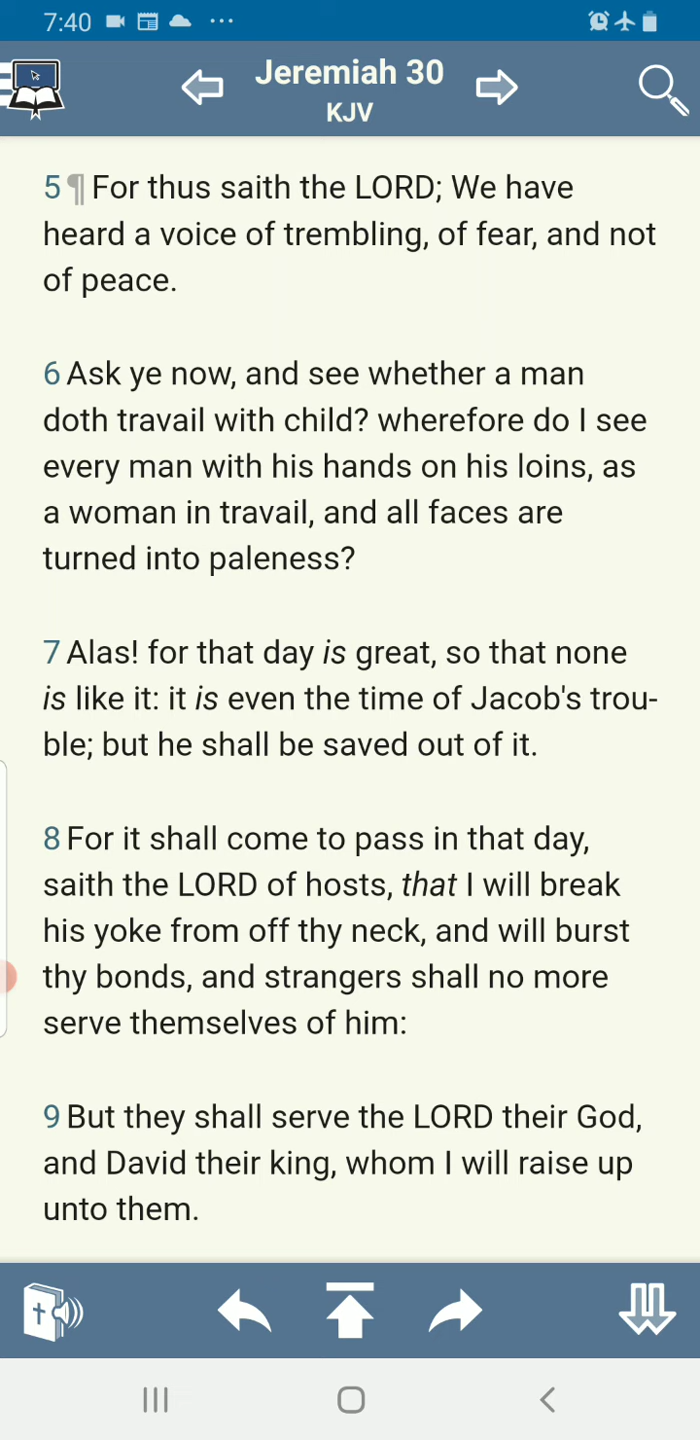 7:40
Jeremiah 30
KJV
5 ¶ For thus saith the LORD; We have
heard a voice of trembling, of fear, and not
of peace.
6 Ask ye now, and see whether a man
doth travail with child? wherefore do I see
every man with his hands on his loins, as
a woman in travail, and all faces are
turned into paleness?
7 Alas! for that day is great, so that none
is like it: it is even the time of Jacob's trou-
ble; but he shall be saved out of it.
8 For it shall come to pass in that day,
saith the LORD of hosts, that I will break
his yoke from off thy neck, and will burst
thy bonds, and strangers shall no more
serve themselves of him:
9 But they shall serve the LORD their God,
and David their king, whom I will raise up
unto them.